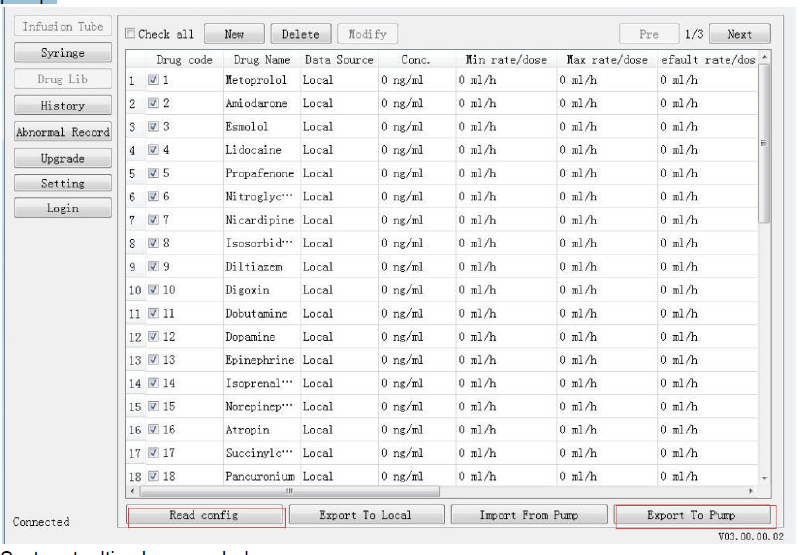 Infusion Tube
Syringe
Drug Lib
History
Abnormal Record
Upgrade
Setting
Login
Connected
Check all New Delete Modify Pre 1/3 Next
Drug code Drug Name Data Source Conc. Min rate/dose Max rate/dose efault rate/dos
1 1 Metoprolol Local 0 ng/ml 0 ml/h 0 ml/h 0 ml/h
2 2 Amiodarone Local 0 ng/ml 0 ml/h 0 ml/h 0 ml/h
3 3 Esmolol Local 0 ng/ml 0 ml/h 0 ml/h 0 ml/h
4 4 Lidocaine Local 0 ng/ml 0 ml/h 0 ml/h 0 ml/h
5 5 Propafenone Local 0 ng/ml 0 ml/h 0 ml/h 0 ml/h
6 6 Nitroglyc… Local 0 ng/ml 0 ml/h 0 ml/h 0 ml/h
7 7 Nicardipine Local 0 ng/ml 0 ml/h 0 ml/h 0 ml/h
8 8 Isosorbid… Local 0 ng/ml 0 ml/h 0 ml/h 0 ml/h
9 9 Diltiazem Local 0 ng/ml 0 ml/h 0 ml/h 0 ml/h
10 10 Digoxin Local 0 ng/ml 0 ml/h 0 ml/h 0 ml/h
11 11 Dobutamine Local 0 ng/ml 0 ml/h 0 ml/h 0 ml/h
12 12 Dopamine Local 0 ng/ml 0 ml/h 0 ml/h 0 ml/h
13 13 Epinephrine Local 0 ng/ml 0 ml/h 0 ml/h 0 ml/h
14 14 Isoprenal… Local 0 ng/ml 0 ml/h 0 ml/h 0 ml/h
15 15 Norepinep… Local 0 ng/ml 0 ml/h 0 ml/h 0 ml/h
16 16 Atropin Local 0 ng/ml 0 ml/h 0 ml/h 0 ml/h
17 17 Succinylc… Local 0 ng/ml 0 ml/h 0 ml/h 0 ml/h
18 18 Pancuronium Local 0 ng/ml 0 ml/h 0 ml/h 0 ml/h
Read config Export To Local Import From Pump Export To Pump
V03.00.00.02